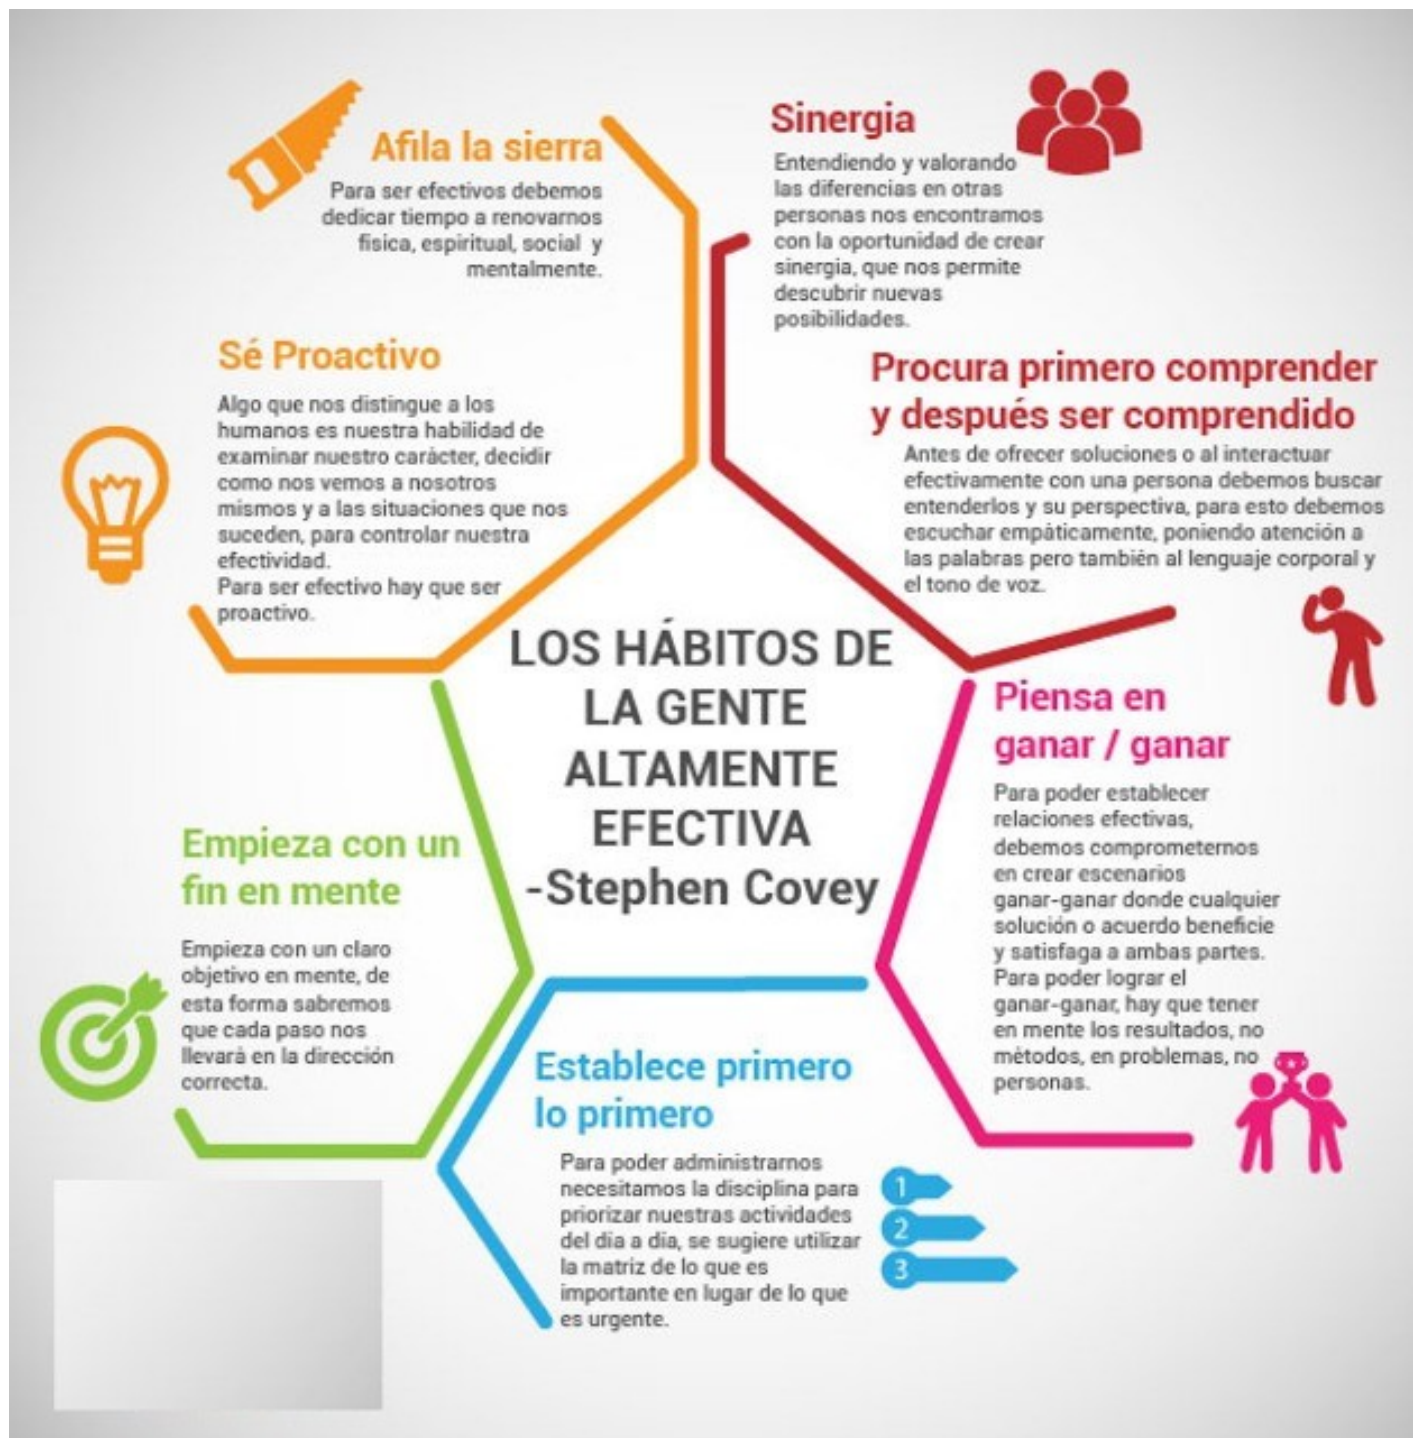 Afila la sierra
Para ser efectivos debemos
dedicar tiempo a renovarnos
física, espiritual, social y
mentalmente.
Sinergia
Entendiendo y valorando
las diferencias en otras
personas nos encontramos
con la oportunidad de crear
sinergia, que nos permite
descubrir nuevas
posibilidades.
Sé Proactivo
Algo que nos distingue a los
humanos es nuestra habilidad de
examinar nuestro carácter, decidir
como nos vemos a nosotros
mismos y a las situaciones que nos
suceden, para controlar nuestra
efectividad.
Para ser efectivo hay que ser
proactivo.
Procura primero comprender
y después ser comprendido
Antes de ofrecer soluciones o al interactuar
efectivamente con una persona debemos buscar
entenderlos y su perspectiva, para esto debemos
escuchar empáticamente, poniendo atención a
las palabras pero también al lenguaje corporal y
el tono de voz.
LOS HÁBITOS DE
LA GENTE
ALTAMENTE
EFECTIVA
-Stephen Covey
Piensa en
ganar / ganar
Para poder establecer
relaciones efectivas,
debemos comprometernos
en crear escenarios
ganar-ganar donde cualquier
solución o acuerdo beneficie
y satisfaga a ambas partes.
Para poder lograr el
ganar-ganar, hay que tener
en mente los resultados, no
métodos, en problemas, no
personas.
Empieza con un
fin en mente
Empieza con un claro
objetivo en mente, de
esta forma sabremos
que cada paso nos
llevará en la dirección
correcta.
Establece primero
lo primero
Para poder administrarnos
necesitamos la disciplina para
priorizar nuestras actividades
del día a día, se sugiere utilizar
la matriz de lo que es
importante en lugar de lo que
es urgente.
1
2
3